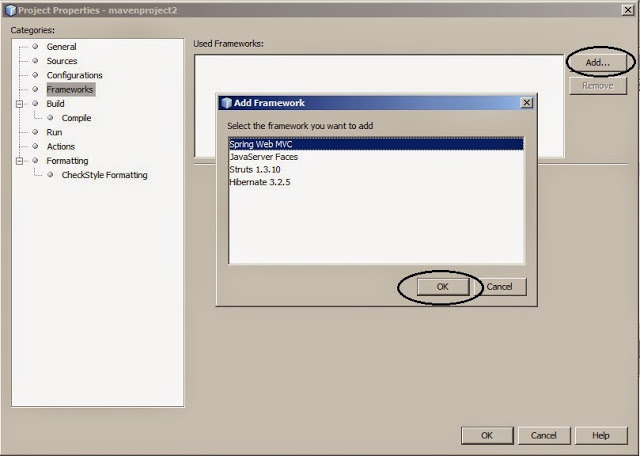 Project Properties - mavenproject2
Categories:
General
Sources
Configurations
Frameworks
Build
Compile
Run
Actions
Formatting
CheckStyle Formatting
Used Frameworks:
Add...
Remove
Add Framework
Select the framework you want to add
Spring Web MVC
JavaServer Faces
Struts 1.3.10
Hibernate 3.2.5
OK Cancel
OK Cancel Help